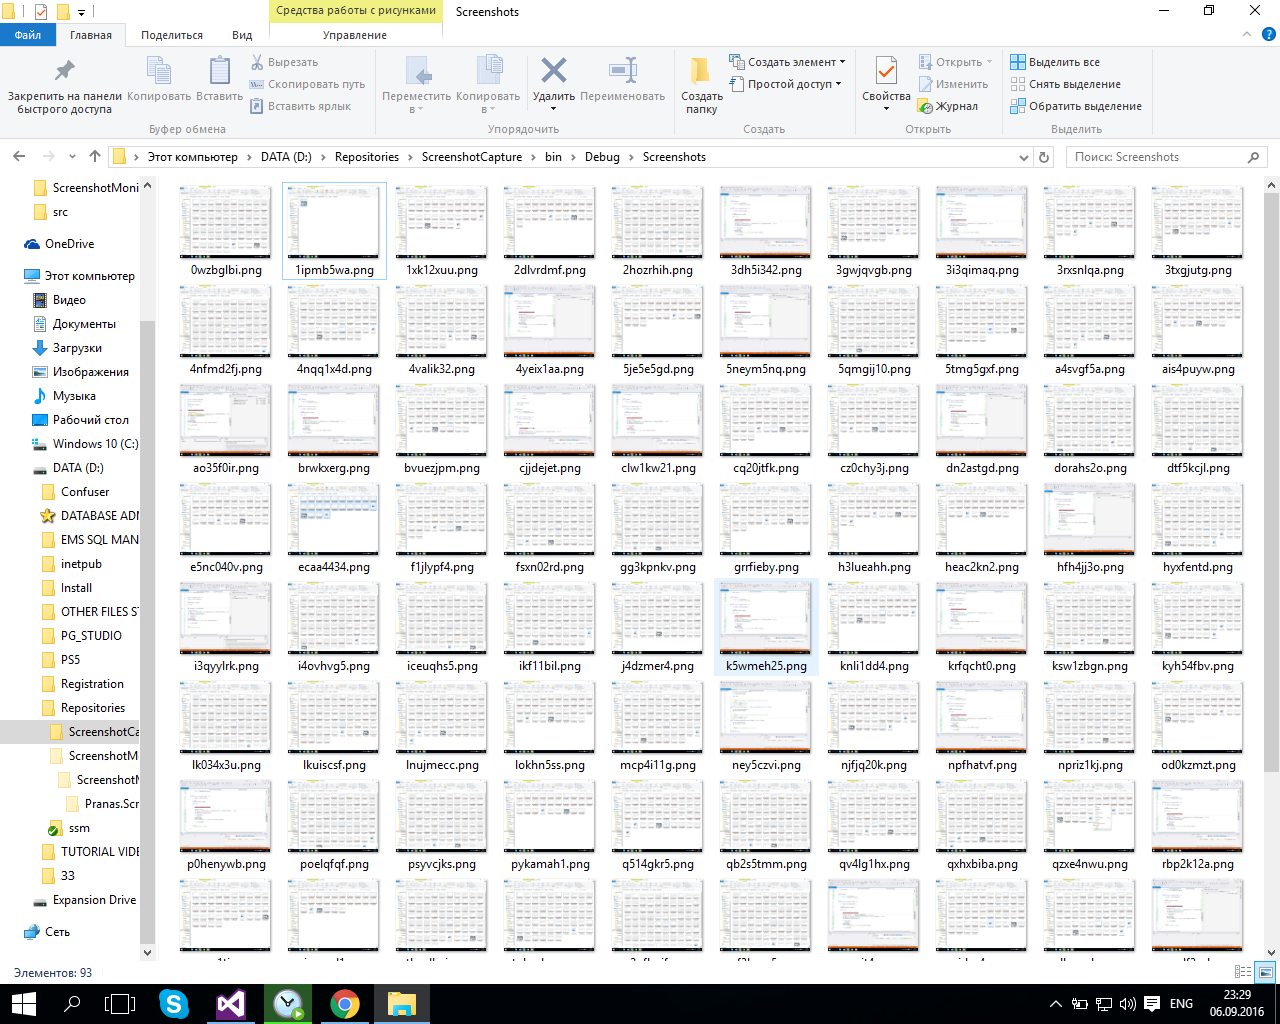 Средства работы с рисунками
Screenshots
Файл
Главная
Поделиться
Вид
Управление
Закрепить на панели быстрого доступа
Копировать
Вставить
Вырезать
Скопировать путь
Вставить ярлык
Буфер обмена
Переместить в
Копировать в
Удалить
Переименовать
Упорядочить
Создать папку
Создать элемент
Простой доступ
Создать
Свойства
Открыть
Изменить
Журнал
Открыть
Выделить все
Снять выделение
Обратить выделение
Выделить
Этот компьютер > DATA (D:) > Repositories > ScreenshotCapture > bin > Debug > Screenshots
Поиск: Screenshots
ScreenshotMoni
src
OneDrive
Этот компьютер
Видео
Документы
Загрузки
Изображения
Музыка
Рабочий стол
Windows 10 (C:)
DATA (D:)
Confuser
DATABASE ADM
EMS SQL MAN
inetpub
Install
OTHER FILES ST
PG_STUDIO
PS5
Registration
Repositories
ScreenshotCa
ScreenshotM
Screenshot
Pranas.Scr
ssm
TUTORIAL VIDE
33
Expansion Drive
Сеть
0wzbglbi.png 1ipmb5wa.png 1xk12xuu.png 2dlvrdmf.png 2hozrhih.png 3dh5i342.png 3gwjqvgb.png 3i3qimaq.png 3rxsnlqa.png 3txgjutg.png
4nfmd2fj.png 4nqq1x4d.png 4valik32.png 4yeix1aa.png 5je5e5gd.png 5neym5nq.png 5qmgij10.png 5tmg5gxf.png a4svgf5a.png ais4puyw.png
ao35f0ir.png brwkxerg.png bvuezjpm.png cjjdejet.png clw1kw21.png cq20jtfk.png cz0chy3j.png dn2astgd.png dorahs2o.png dtf5kcjl.png
e5nc040v.png ecaa4434.png f1jlypf4.png fsxn02rd.png gg3kpnkv.png grrfieby.png h3lueahh.png heac2kn2.png hfh4jj3o.png hyxfentd.png
i3qyylrk.png i4ovhvg5.png iceuqhs5.png ikf11bil.png j4dzmer4.png k5wmeh25.png knli1dd4.png krfqcht0.png ksw1zbgn.png kyh54fbv.png
lk034x3u.png lkuiscsf.png lnujmecc.png lokhn5ss.png mcp4i11g.png ney5czvi.png njfjq20k.png npfhatvf.png npriz1kj.png od0kzmzt.png
p0henywb.png poelqfqf.png psyvcjks.png pykamah1.png q514gkr5.png qb2s5tmm.png qv4lg1hx.png qxhxbiba.png qzxe4nwu.png rbp2k12a.png
Элементов: 93
ENG
23:29
06.09.2016